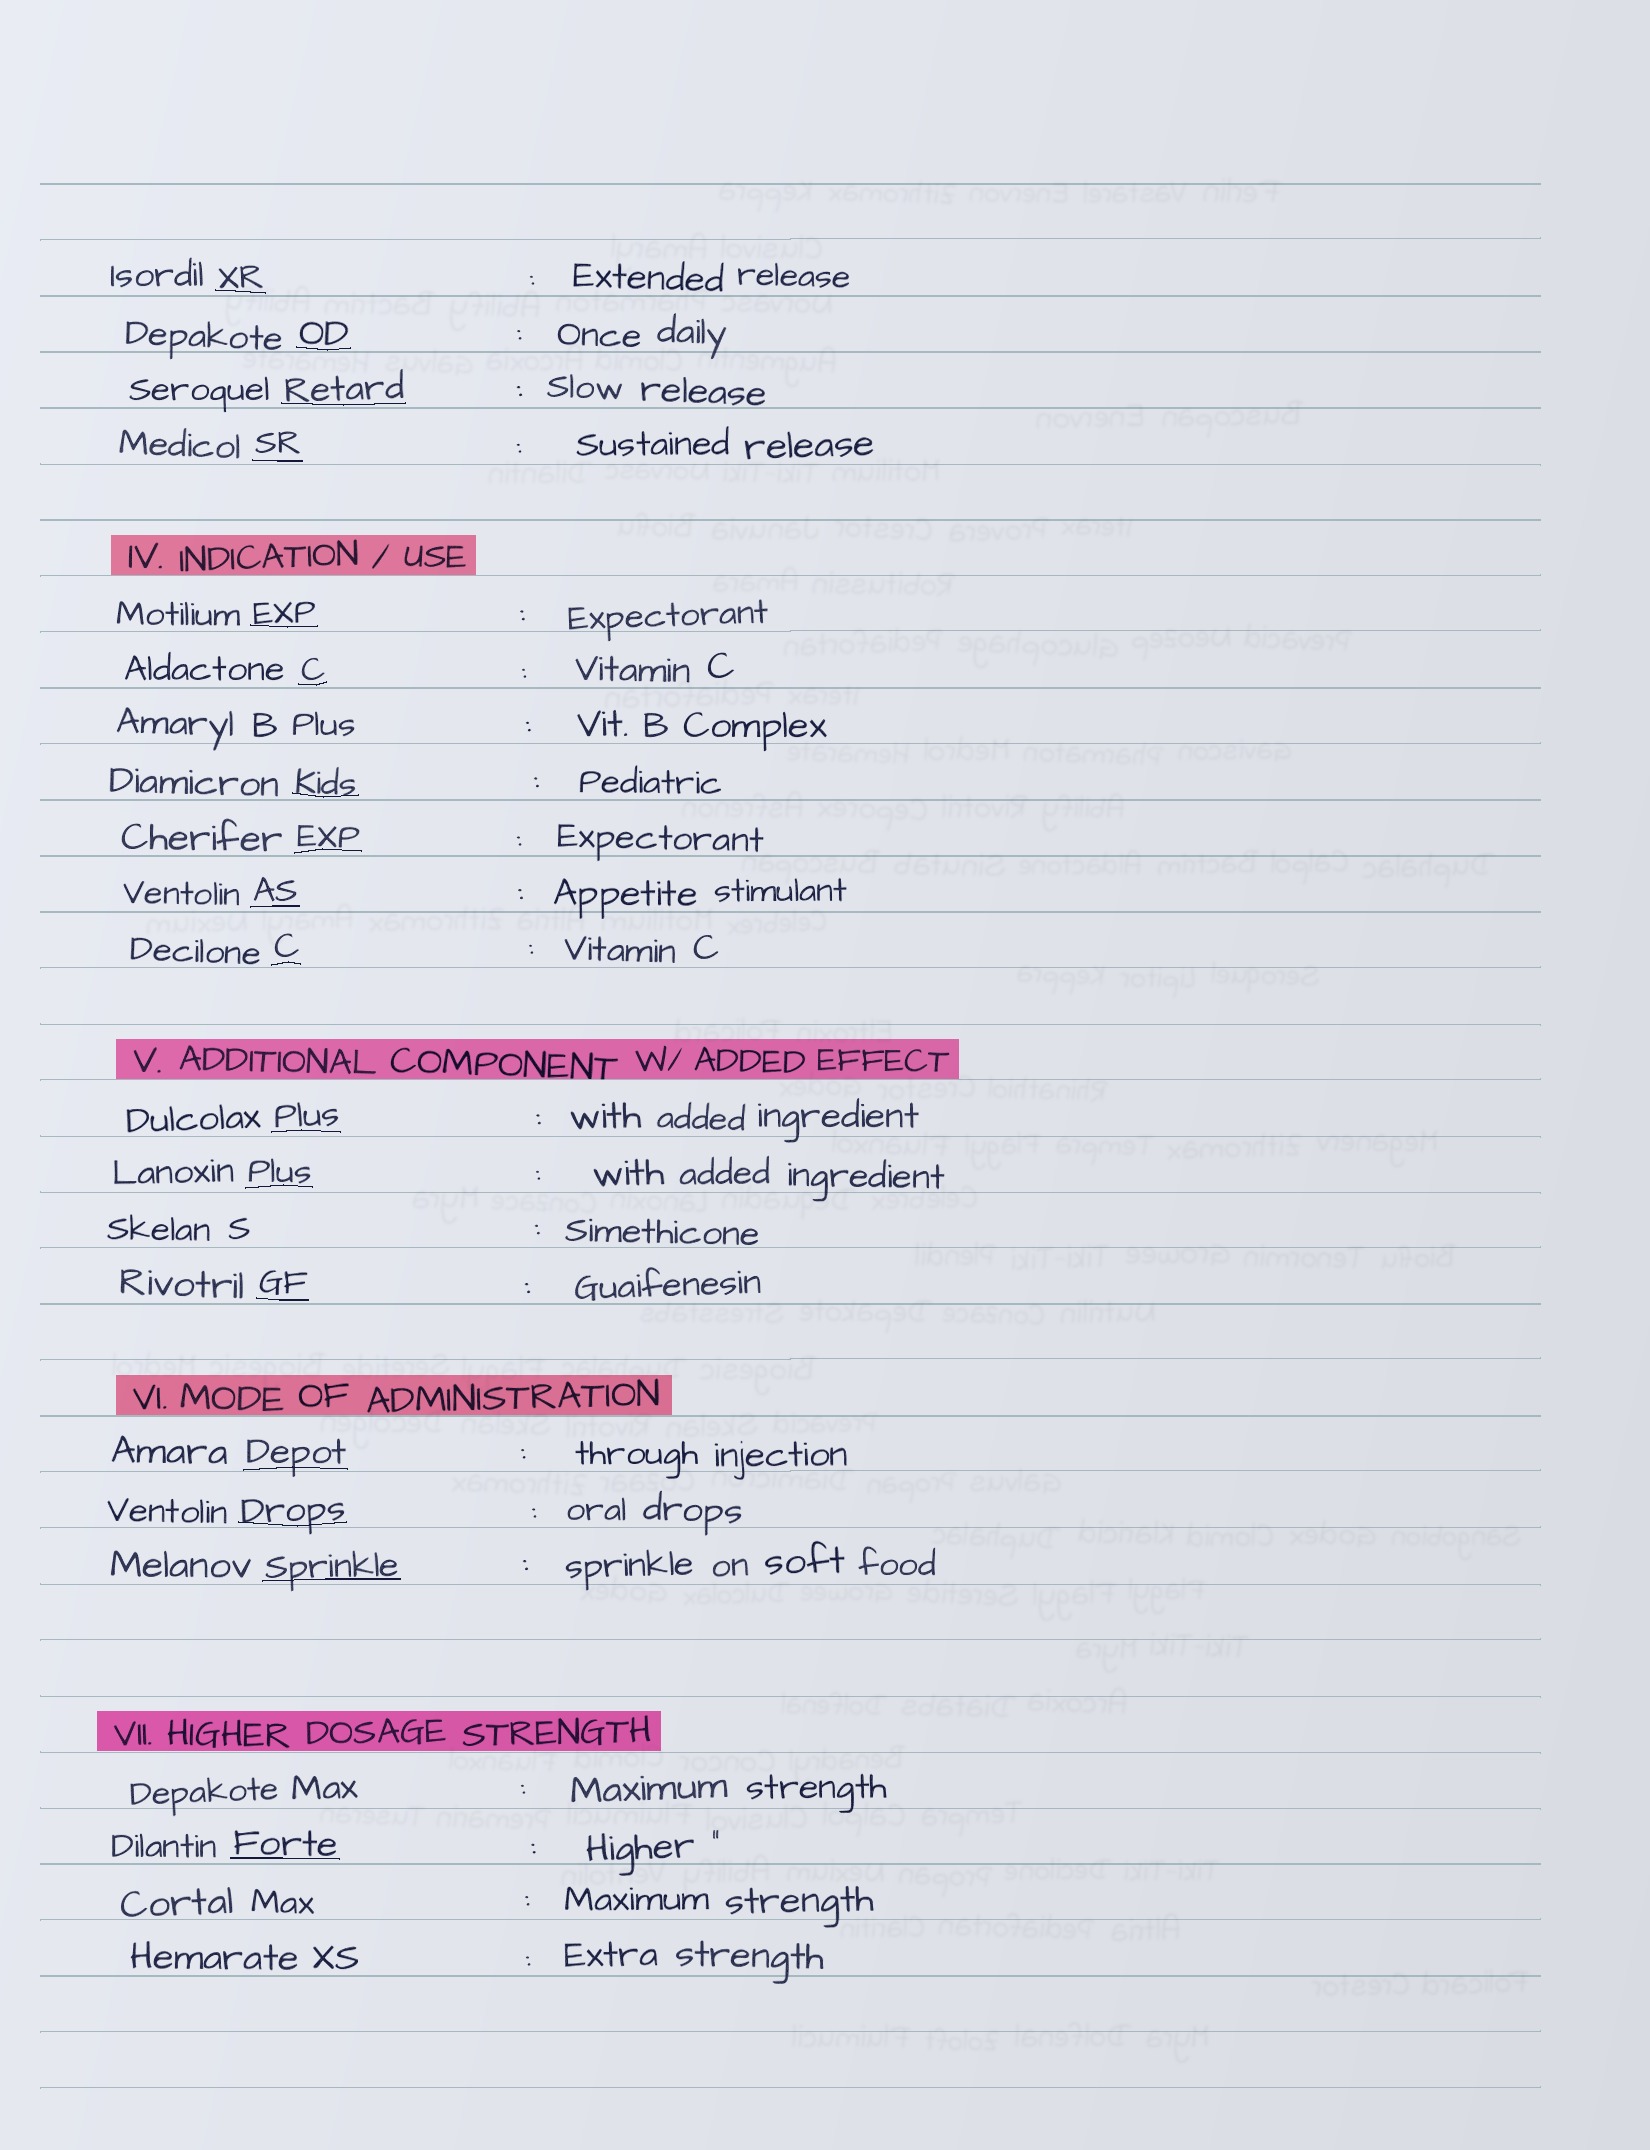 Isordil XR : Extended release
Depakote OD : Once daily
Seroquel Retard : Slow release
Medicol SR : Sustained release
IV. INDICATION / USE
Motilium EXP : Expectorant
Aldactone C : Vitamin C
Amaryl B Plus : Vit. B Complex
Diamicron Kids : Pediatric
Cherifer EXP : Expectorant
Ventolin AS : Appetite stimulant
Decilone C : Vitamin C
V. ADDITIONAL COMPONENT W/ ADDED EFFECT
Dulcolax Plus : with added ingredient
Lanoxin Plus : with added ingredient
Skelan S : Simethicone
Rivotril GF : Guaifenesin
VI. MODE OF ADMINISTRATION
Amara Depot : through injection
Ventolin Drops : oral drops
Melanov Sprinkle : sprinkle on soft food
VII. HIGHER DOSAGE STRENGTH
Depakote Max : Maximum strength
Dilantin Forte : Higher "
Cortal Max : Maximum strength
Hemarate XS : Extra strength